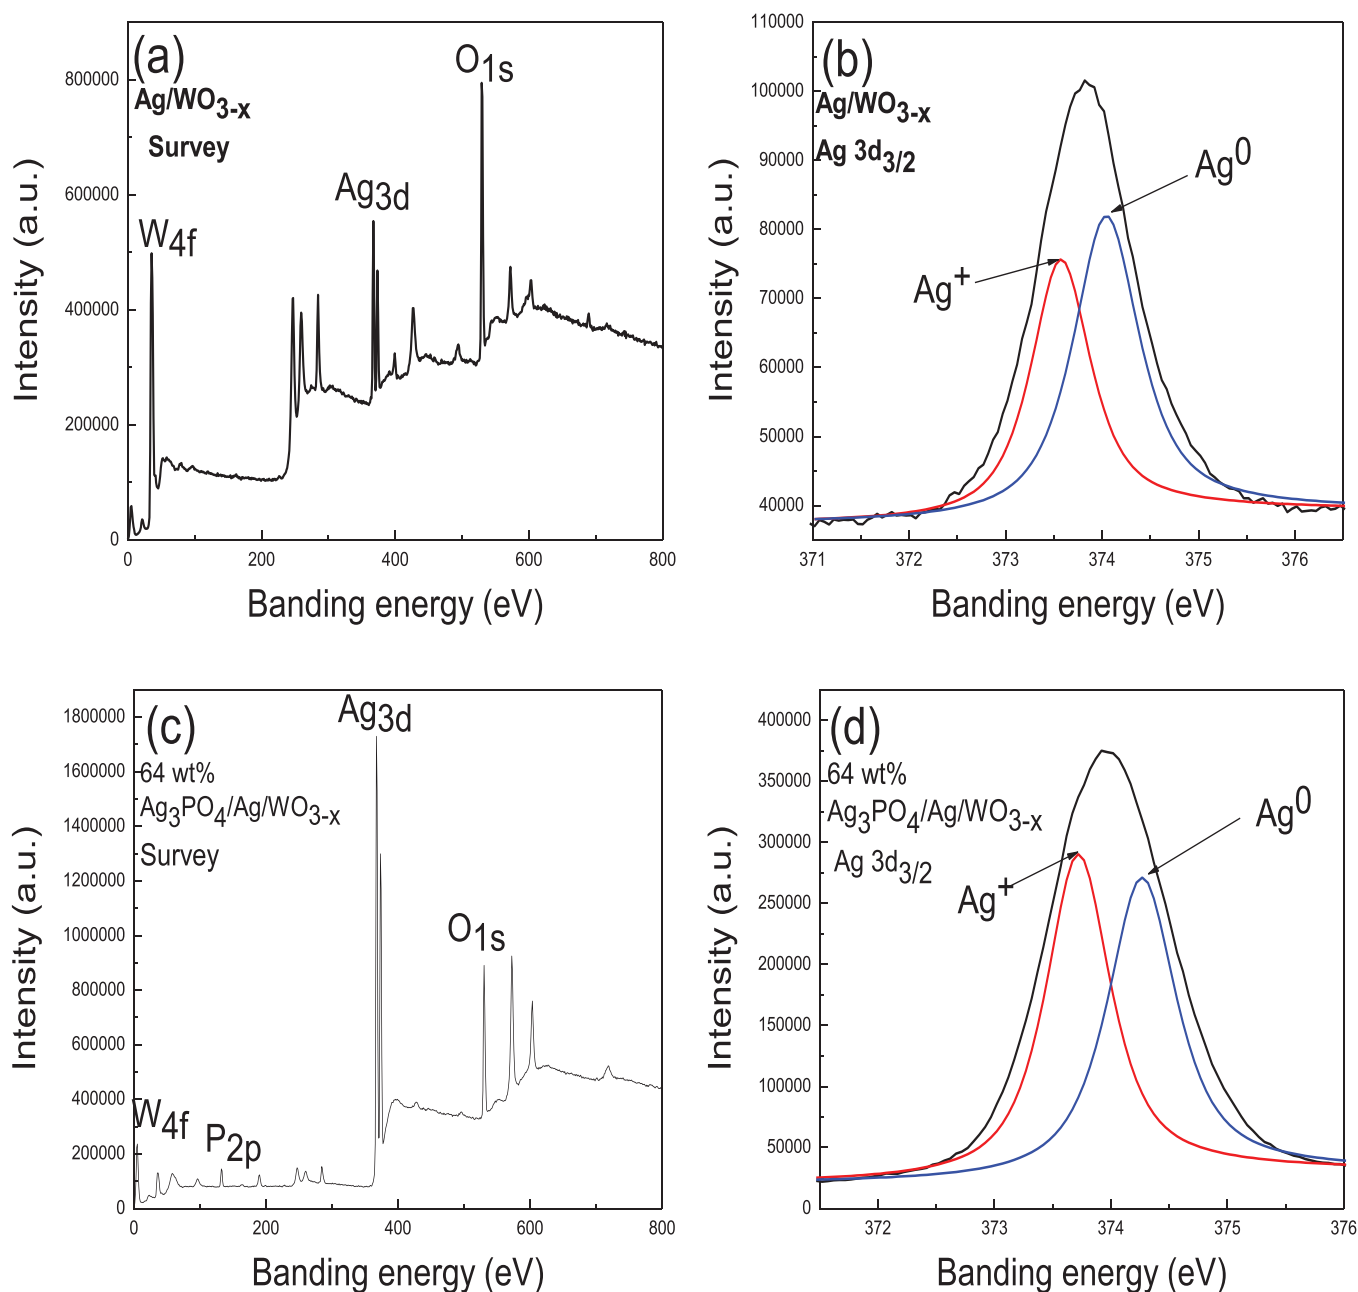 (a)
Ag/WO3-x
Survey
W4f
Ag3d
O1s
Intensity (a.u.)
800000
600000
400000
200000
0
0 200 400 600 800
Banding energy (eV)
(b)
Ag/WO3-x
Ag 3d3/2
Ag0
Ag+
Intensity (a.u.)
110000
100000
90000
80000
70000
60000
50000
40000
371 372 373 374 375 376
Banding energy (eV)
(c)
64 wt%
Ag3PO4/Ag/WO3-x
Survey
Ag3d
O1s
W4f
P2p
Intensity (a.u.)
1800000
1600000
1400000
1200000
1000000
800000
600000
400000
200000
0
0 200 400 600 800
Banding energy (eV)
(d)
64 wt%
Ag3PO4/Ag/WO3-x
Ag 3d3/2
Ag0
Ag+
Intensity (a.u.)
400000
350000
300000
250000
200000
150000
100000
50000
0
372 373 374 375 376
Banding energy (eV)